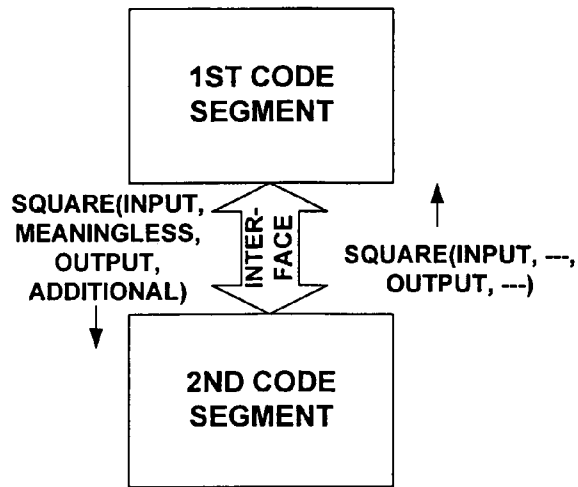 1ST CODE
SEGMENT
SQUARE(INPUT,
MEANINGLESS,
OUTPUT,
ADDITIONAL)
INTER-
FACE
SQUARE(INPUT, ---,
OUTPUT, ---)
2ND CODE
SEGMENT